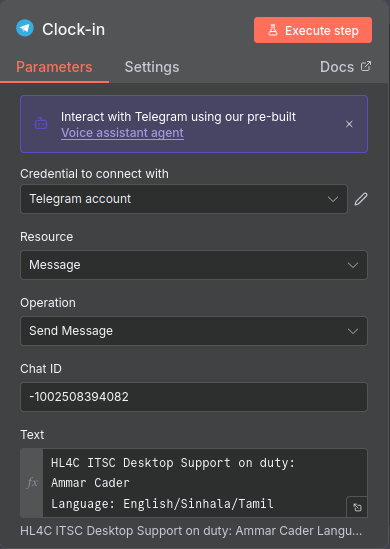 Clock-in
Execute step
Parameters
Settings
Docs
Interact with Telegram using our pre-built
Voice assistant agent
Credential to connect with
Telegram account
Resource
Message
Operation
Send Message
Chat ID
-1002508394082
Text
fx
HL4C ITSC Desktop Support on duty:
Ammar Cader
Language: English/Sinhala/Tamil
HL4C ITSC Desktop Support on duty: Ammar Cader Langu...